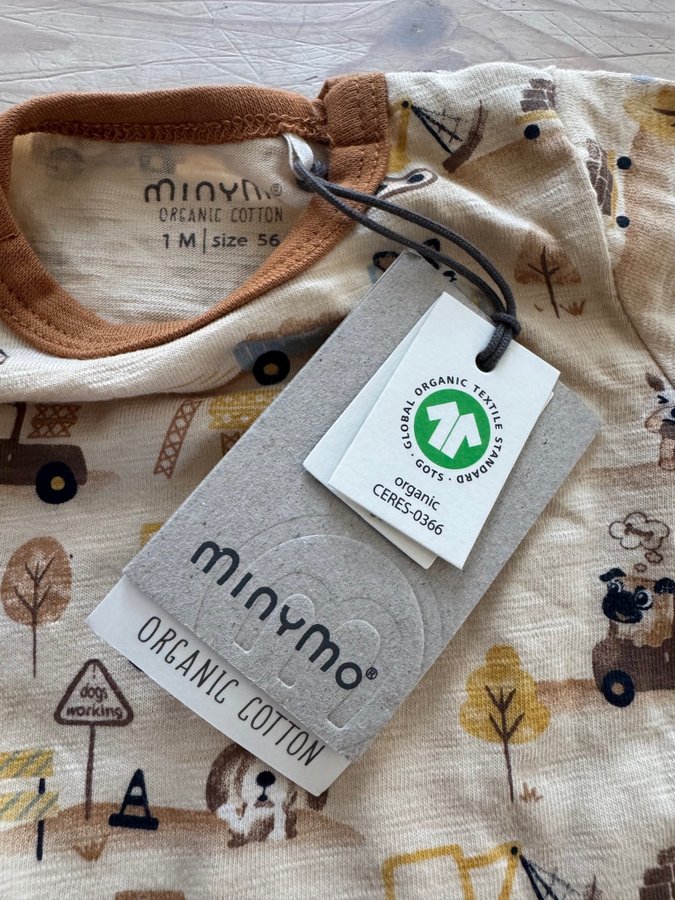 minymo®
ORGANIC COTTON
1 M | size 56
GLOBAL ORGANIC TEXTILE STANDARD
· GOTS ·
organic
CERES-0366
minymo®
ORGANIC COTTON
dogs
working